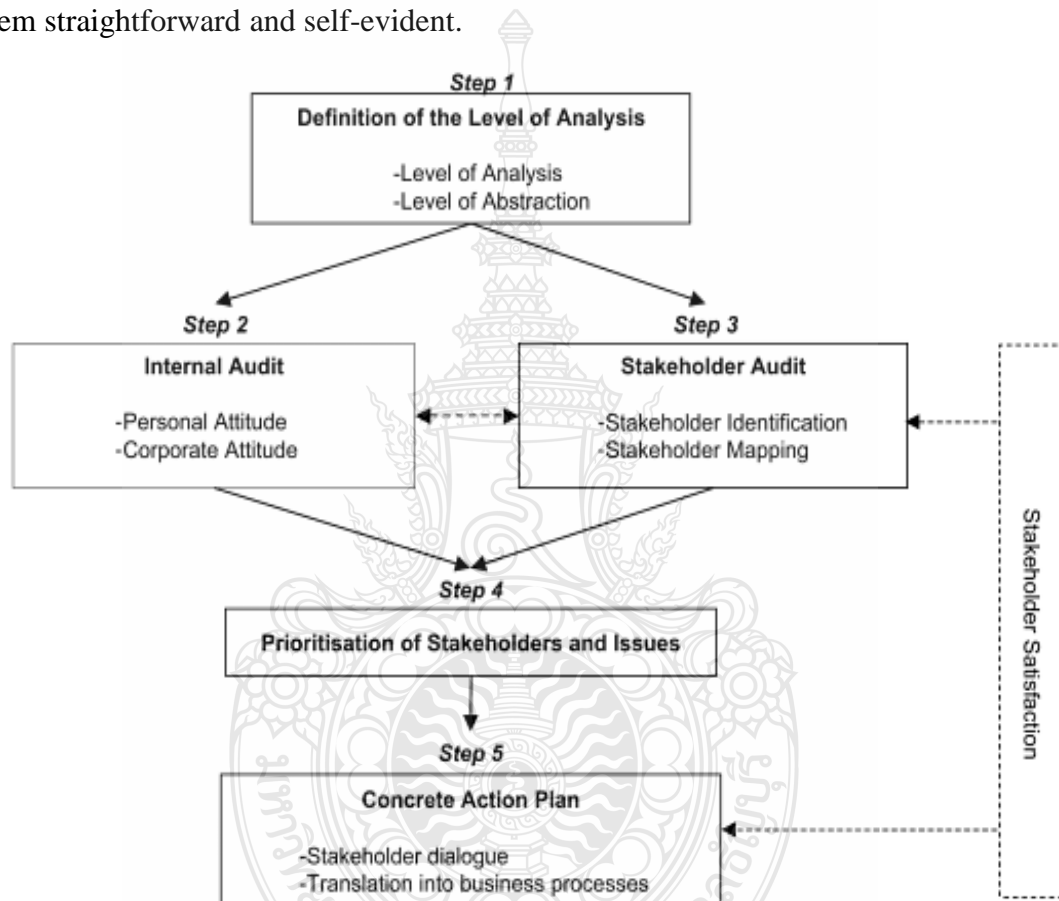 em straightforward and self-evident.
Step 1
Definition of the Level of Analysis
-Level of Analysis
-Level of Abstraction
Step 2
Step 3
Internal Audit
-Personal Attitude
-Corporate Attitude
Stakeholder Audit
-Stakeholder Identification
-Stakeholder Mapping
Stakeholder Satisfaction
Step 4
Prioritisation of Stakeholders and Issues
Step 5
Concrete Action Plan
-Stakeholder dialogue
-Translation into business processes